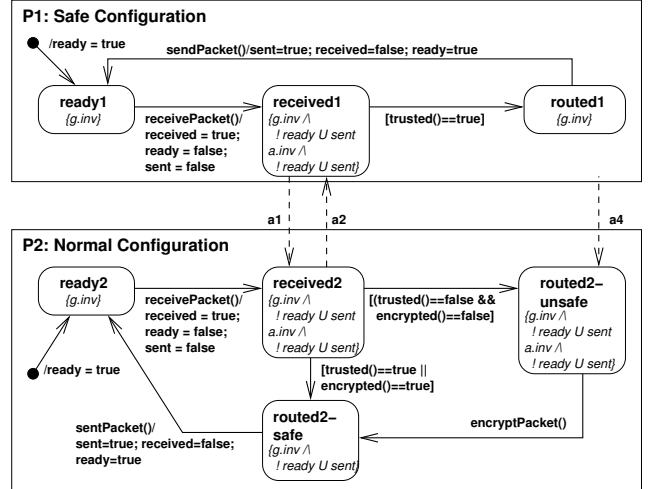 P1: Safe Configuration
/ready = true
sendPacket()/sent=true; received=false; ready=true
ready1
{g.inv}
receivePacket()/
received = true;
ready = false;
sent = false
received1
{g.inv /\
! ready U sent
a.inv /\
! ready U sent}
[trusted()==true]
routed1
{g.inv}
a1
a2
a4
P2: Normal Configuration
ready2
{g.inv}
receivePacket()/
received = true;
ready = false;
sent = false
received2
{g.inv /\
! ready U sent
a.inv /\
! ready U sent}
[(trusted()==false &&
encrypted()==false]
routed2−
unsafe
{g.inv /\
! ready U sent
a.inv /\
! ready U sent}
/ready = true
[trusted()==true ||
encrypted()==true]
sentPacket()/
sent=true; received=false;
ready=true
routed2−
safe
{g.inv /\
! ready U sent}
encryptPacket()